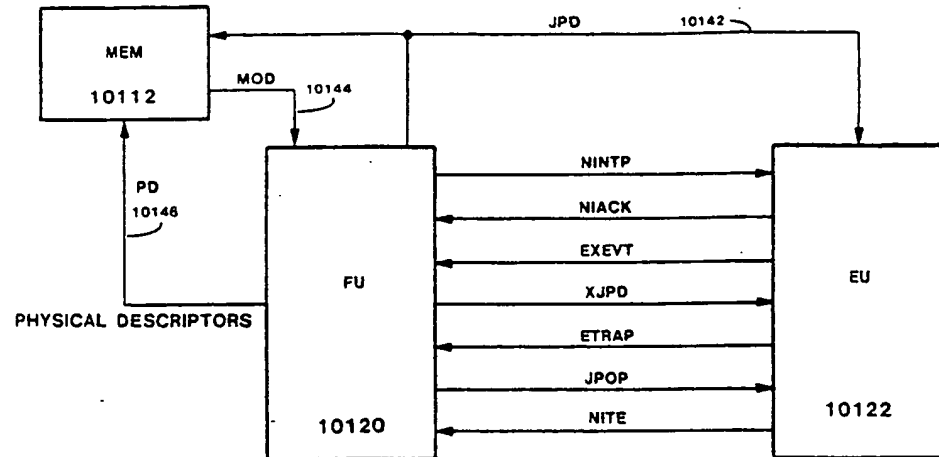 JPD
10142
MEM
10112
MOD
10144
PD
10146
PHYSICAL DESCRIPTORS
FU
10120
NINTP
NIACK
EXEVT
XJPD
ETRAP
JPOP
NITE
EU
10122